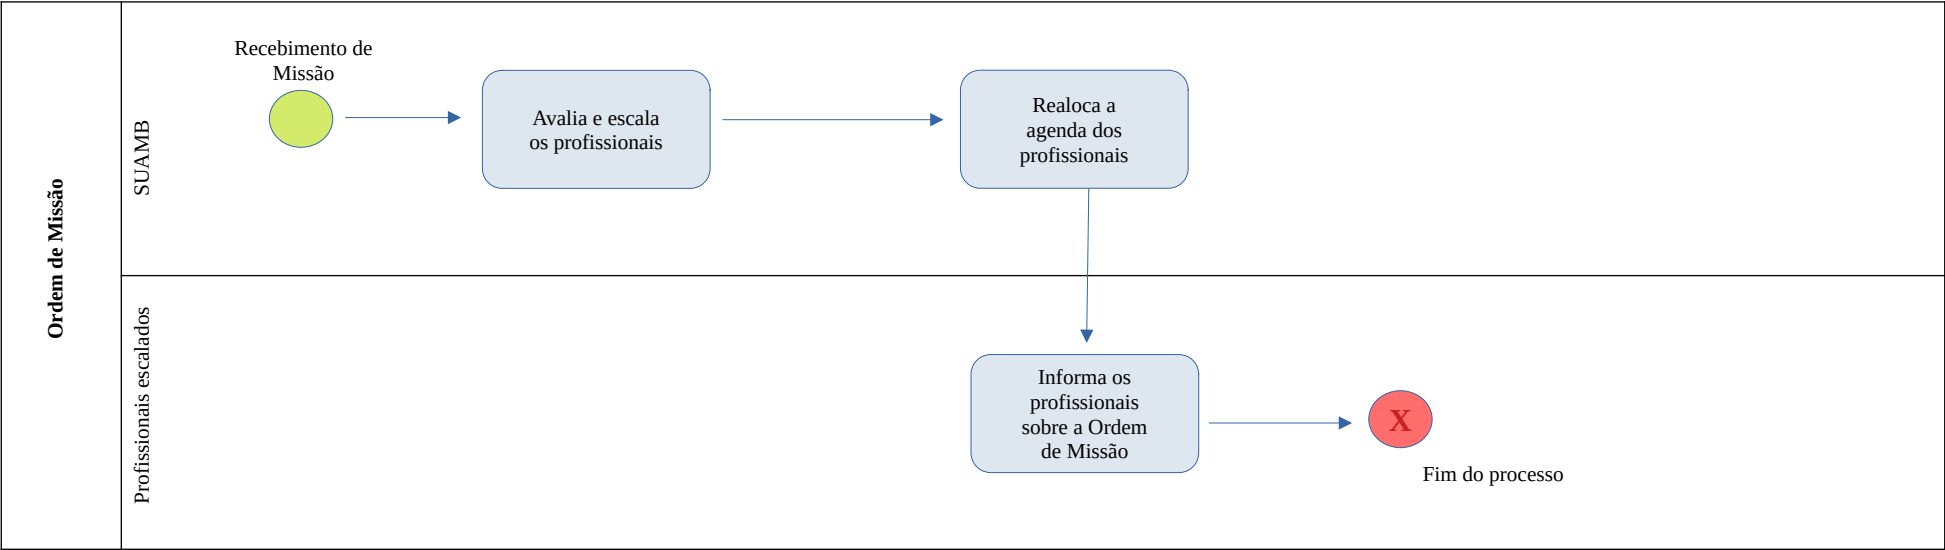 Ordem de Missão
SUAMB
Recebimento de
Missão
Avalia e escala
os profissionais
Realoca a
agenda dos
profissionais
Profissionais escalados
Informa os
profissionais
sobre a Ordem
de Missão
X
Fim do processo